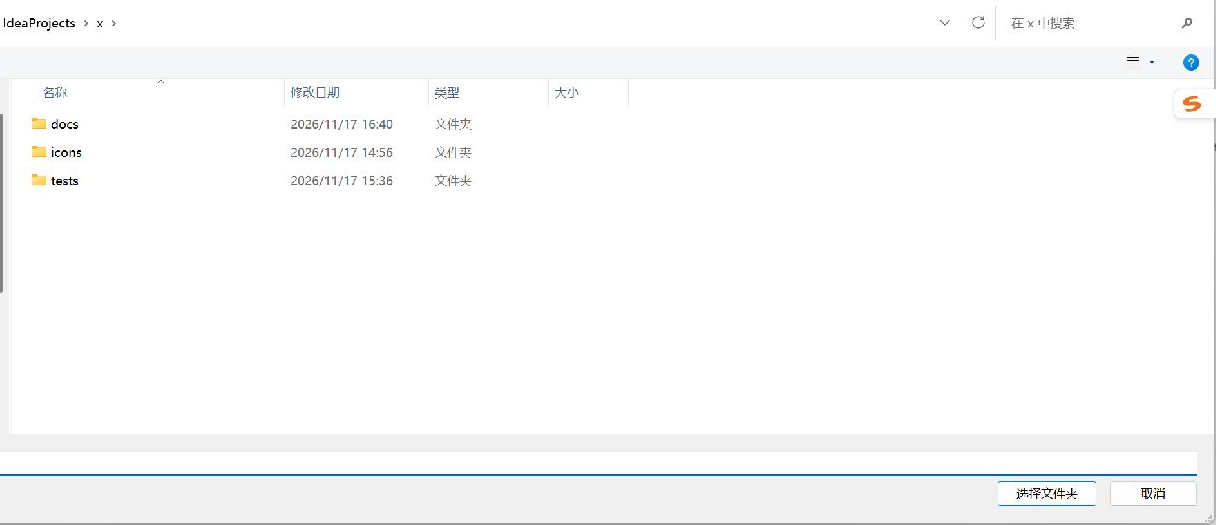 IdeaProjects > x >
在 x 中搜索
名称 修改日期 类型 大小
docs 2026/11/17 16:40 文件夹
icons 2026/11/17 14:56 文件夹
tests 2026/11/17 15:36 文件夹
选择文件夹 取消